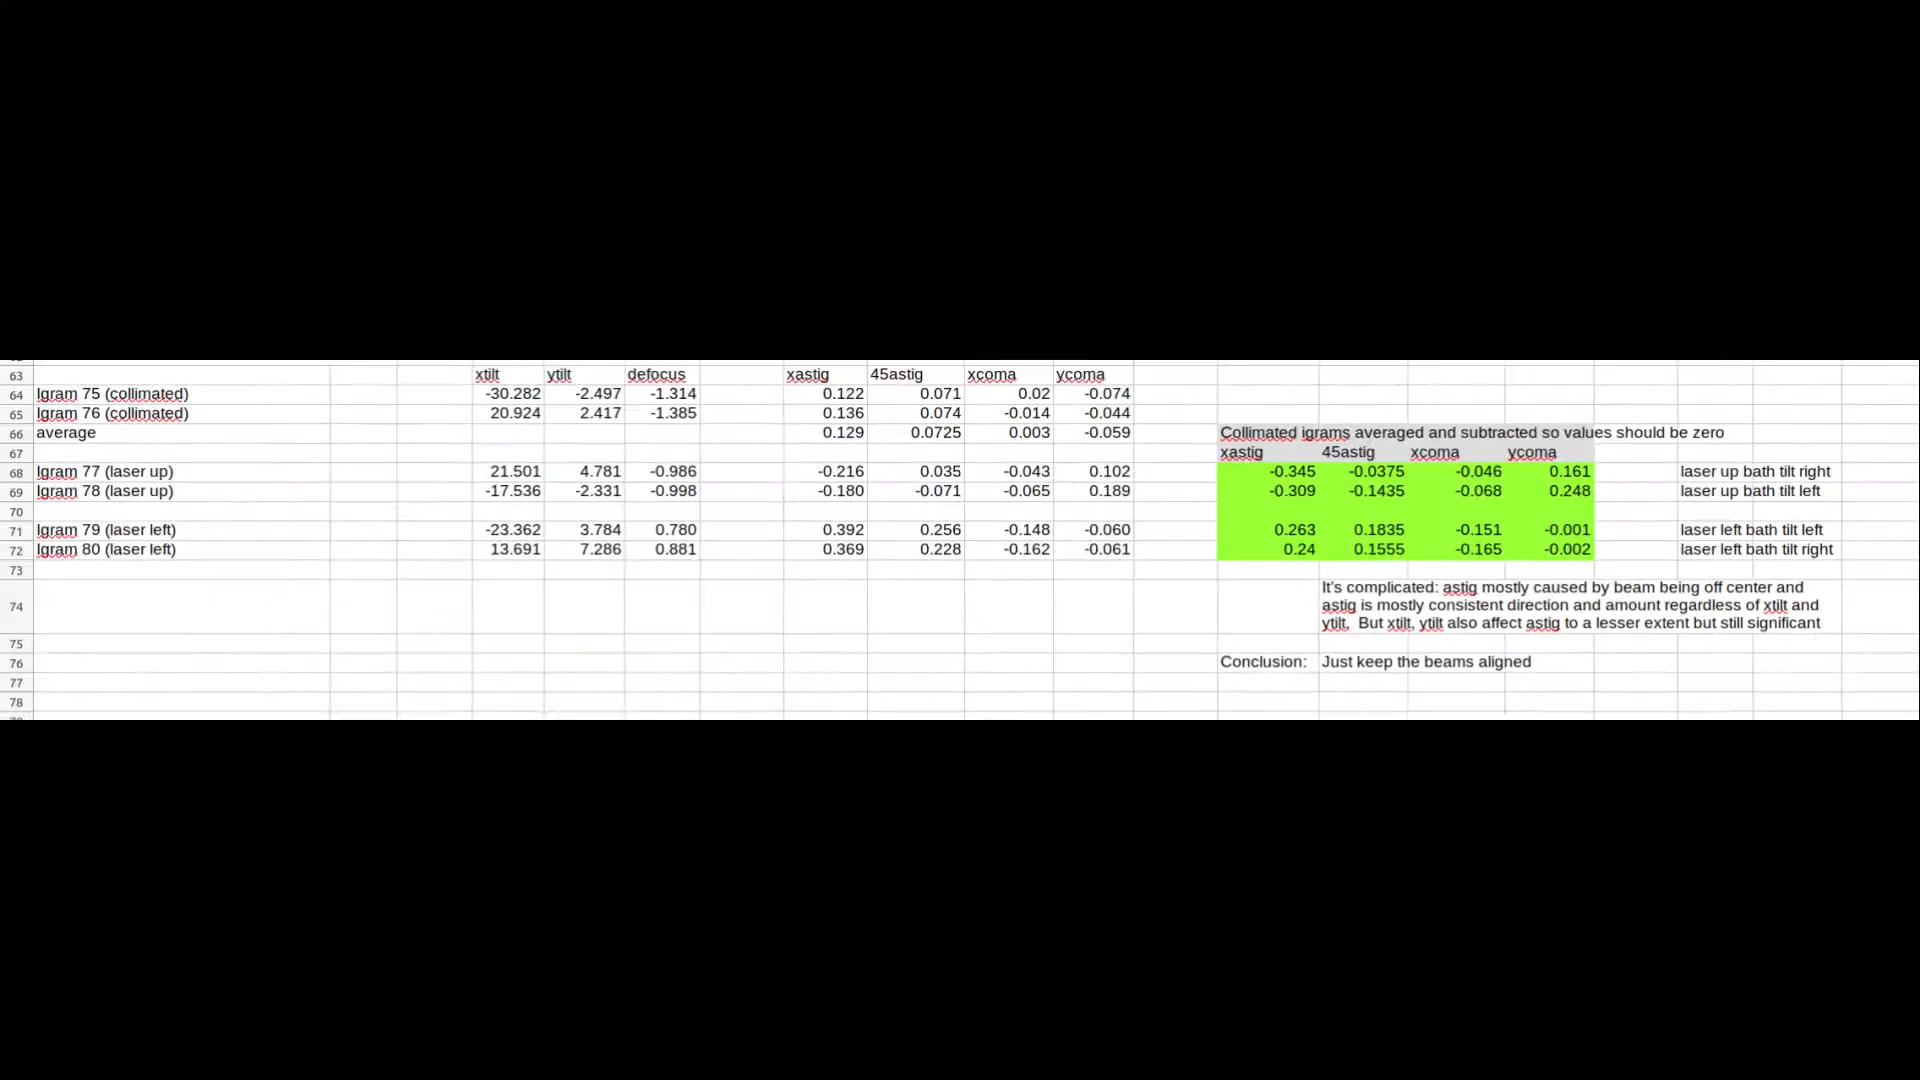 63 xtilt ytilt defocus xastig 45astig xcoma ycoma
64 Igram 75 (collimated) -30.282 -2.497 -1.314 0.122 0.071 0.02 -0.074
65 Igram 76 (collimated) 20.924 2.417 -1.385 0.136 0.074 -0.014 -0.044
66 average 0.129 0.0725 0.003 -0.059 Collimated igrams averaged and subtracted so values should be zero
67 xastig 45astig xcoma ycoma
68 Igram 77 (laser up) 21.501 4.781 -0.986 -0.216 0.035 -0.043 0.102 -0.345 -0.0375 -0.046 0.161 laser up bath tilt right
69 Igram 78 (laser up) -17.536 -2.331 -0.998 -0.180 -0.071 -0.065 0.189 -0.309 -0.1435 -0.068 0.248 laser up bath tilt left
70
71 Igram 79 (laser left) -23.362 3.784 0.780 0.392 0.256 -0.148 -0.060 0.263 0.1835 -0.151 -0.001 laser left bath tilt left
72 Igram 80 (laser left) 13.691 7.286 0.881 0.369 0.228 -0.162 -0.061 0.24 0.1555 -0.165 -0.002 laser left bath tilt right
73
It's complicated: astig mostly caused by beam being off center and
74 astig is mostly consistent direction and amount regardless of xtilt and
ytilt. But xtilt, ytilt also affect astig to a lesser extent but still significant
75
76 Conclusion: Just keep the beams aligned
77
78